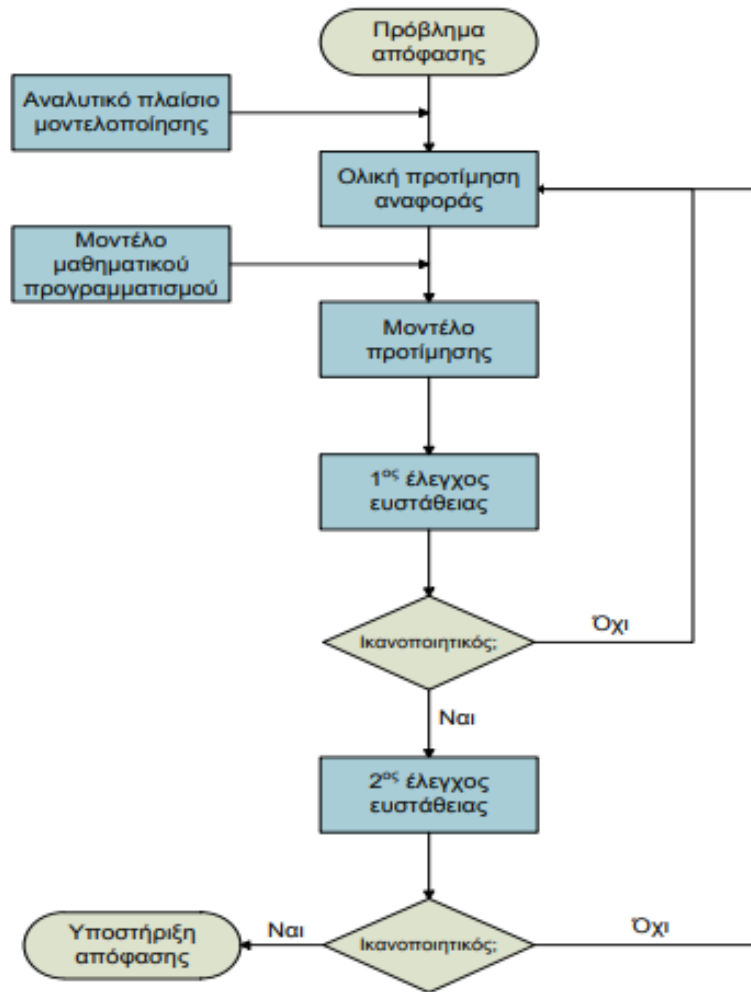 Πρόβλημα
απόφασης
Αναλυτικό πλαίσιο
μοντελοποίησης
Ολική προτίμηση
αναφοράς
Μοντέλο
μαθηματικού
προγραμματισμού
Μοντέλο
προτίμησης
1ος έλεγχος
ευστάθειας
Ικανοποιητικός;
Όχι
Ναι
2ος έλεγχος
ευστάθειας
Υποστήριξη
απόφασης
Ναι
Ικανοποιητικός;
Όχι